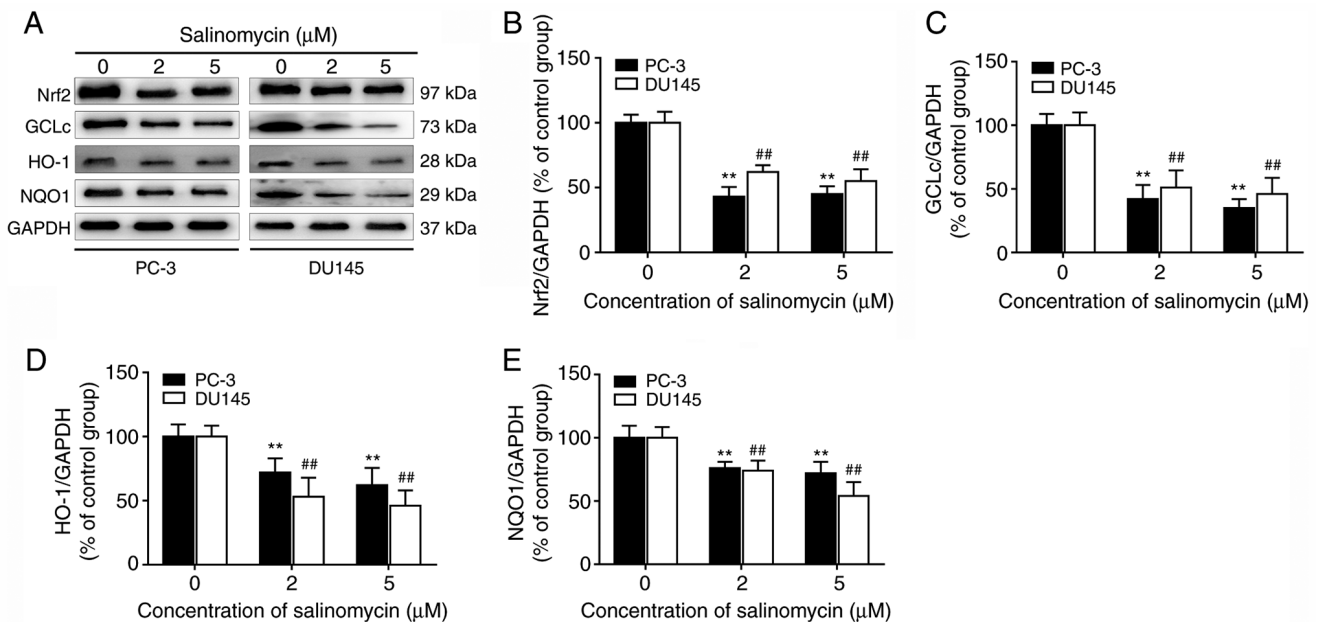 A
Salinomycin (μM)
0 2 5 0 2 5
Nrf2 97 kDa
GCLc 73 kDa
HO-1 28 kDa
NQO1 29 kDa
GAPDH 37 kDa
PC-3 DU145
B
Nrf2/GAPDH (% of control group)
150
100
50
0
PC-3
DU145
** ## ** ##
0 2 5
Concentration of salinomycin (μM)
C
GCLc/GAPDH
(% of control group)
150
100
50
0
PC-3
DU145
** ## ** ##
0 2 5
Concentration of salinomycin (μM)
D
HO-1/GAPDH
(% of control group)
150
100
50
0
PC-3
DU145
** ## ** ##
0 2 5
Concentration of salinomycin (μM)
E
NQO1/GAPDH
(% of control group)
150
100
50
0
PC-3
DU145
** ## ** ##
0 2 5
Concentration of salinomycin (μM)